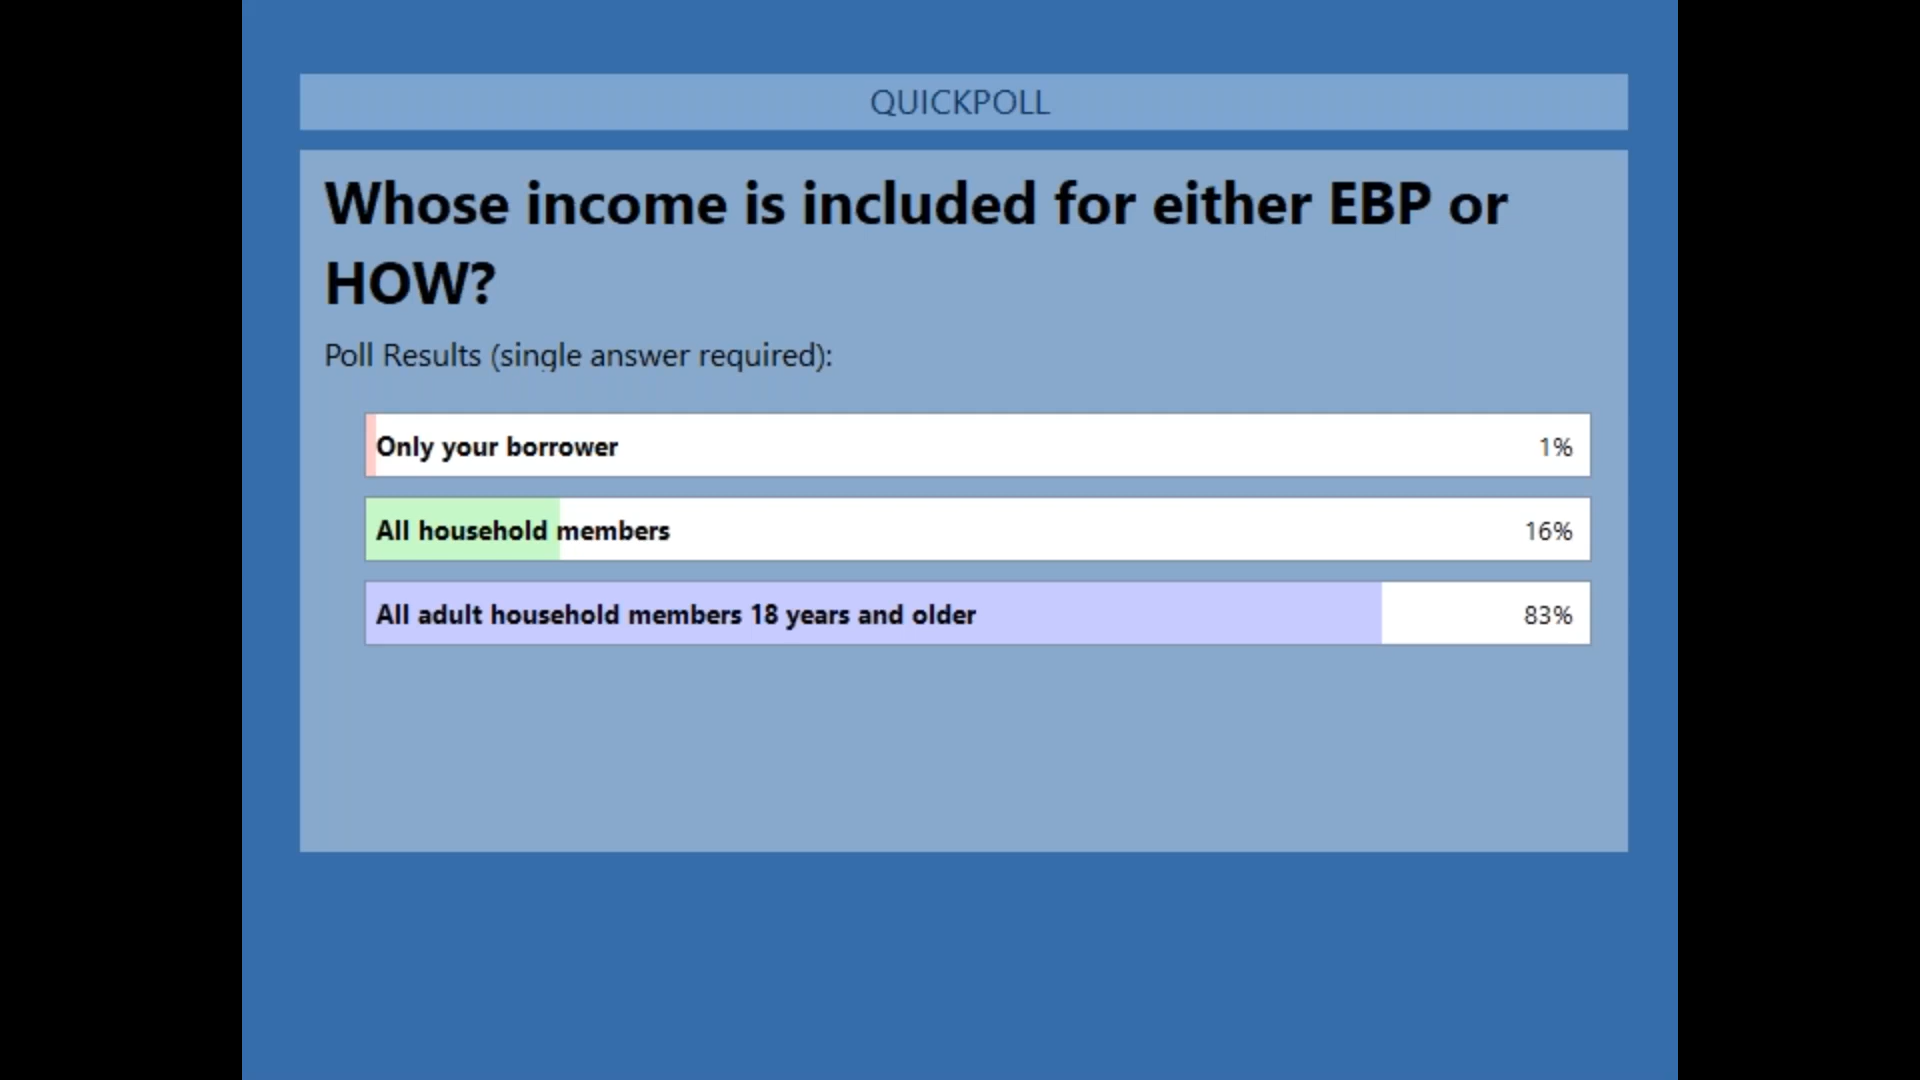 QUICKPOLL
Whose income is included for either EBP or
HOW?
Poll Results (single answer required):
Only your borrower 1%
All household members 16%
All adult household members 18 years and older 83%